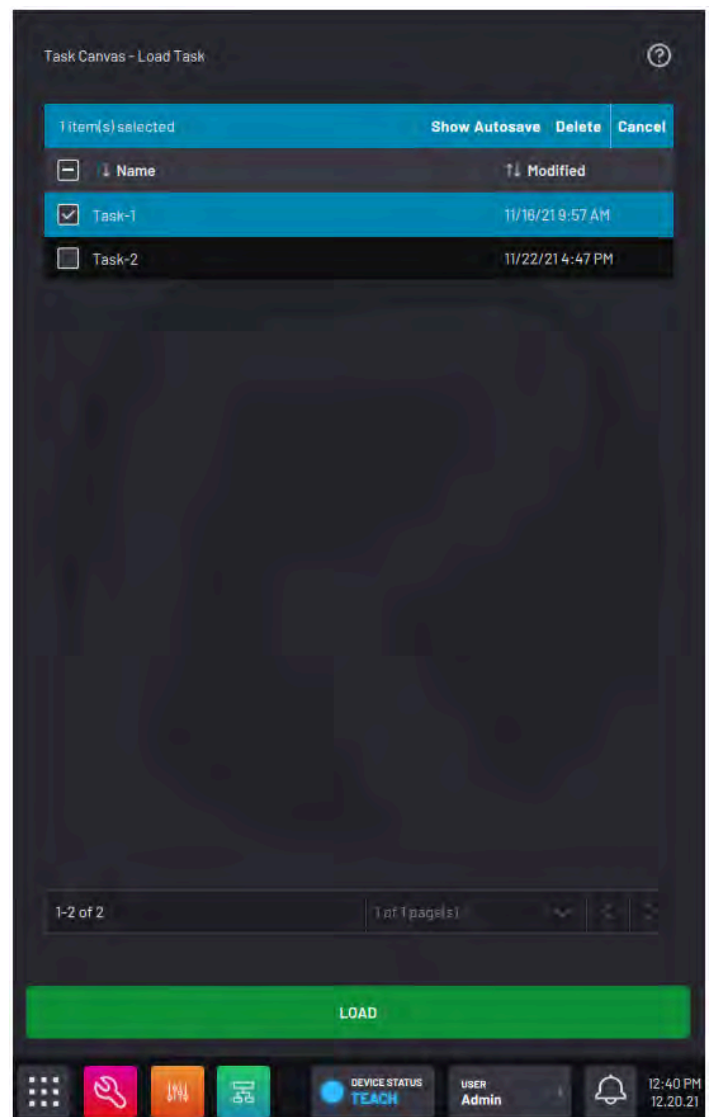 Task Canvas - Load Task
1 item(s) selected Show Autosave Delete Cancel
Name Modified
Task-1 11/16/21 9:57 AM
Task-2 11/22/21 4:47 PM
1-2 of 2 1 of 1 page(s)
LOAD
DEVICE STATUS USER 12:40 PM
TEACH Admin 12.20.21